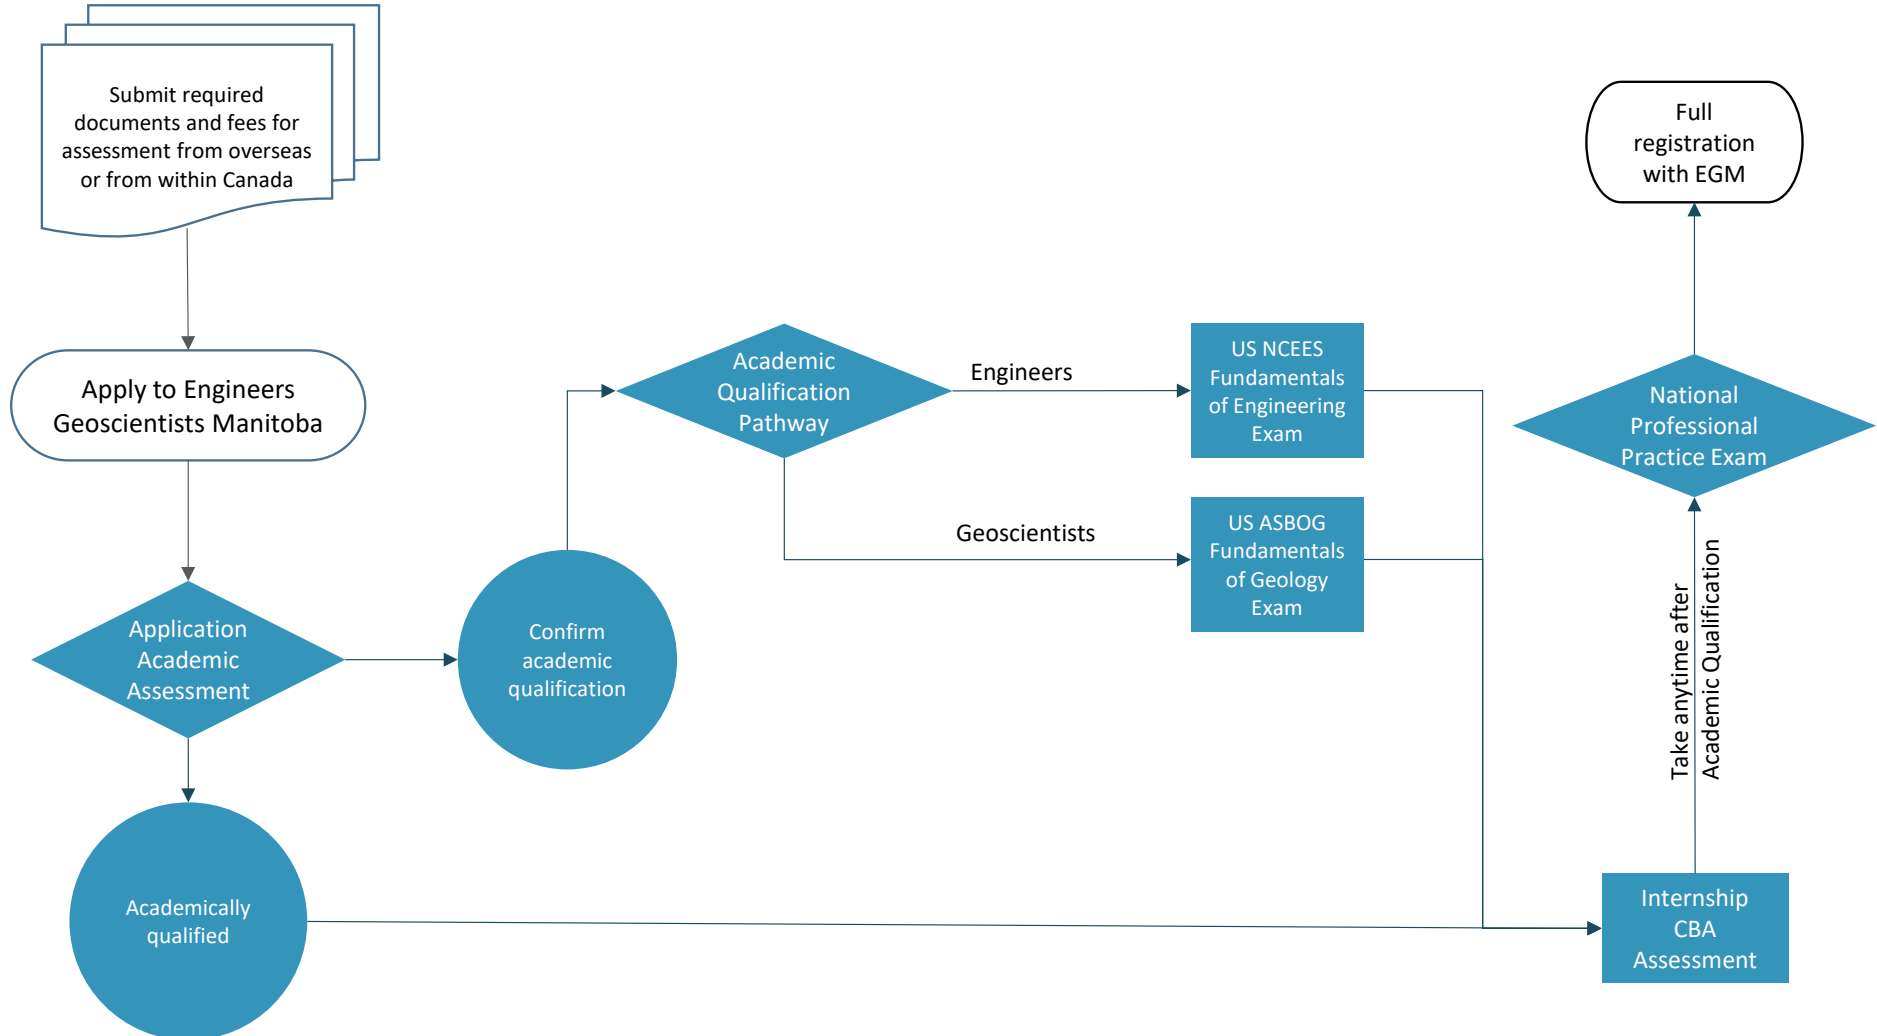 Submit required
documents and fees for
assessment from overseas
or from within Canada
Apply to Engineers
Geoscientists Manitoba
Application
Academic
Assessment
Academically
qualified
Confirm
academic
qualification
Academic
Qualification
Pathway
Engineers
Geoscientists
US NCEES
Fundamentals
of Engineering
Exam
US ASBOG
Fundamentals
of Geology
Exam
Internship
CBA
Assessment
Take anytime after
Academic Qualification
National
Professional
Practice Exam
Full
registration
with EGM